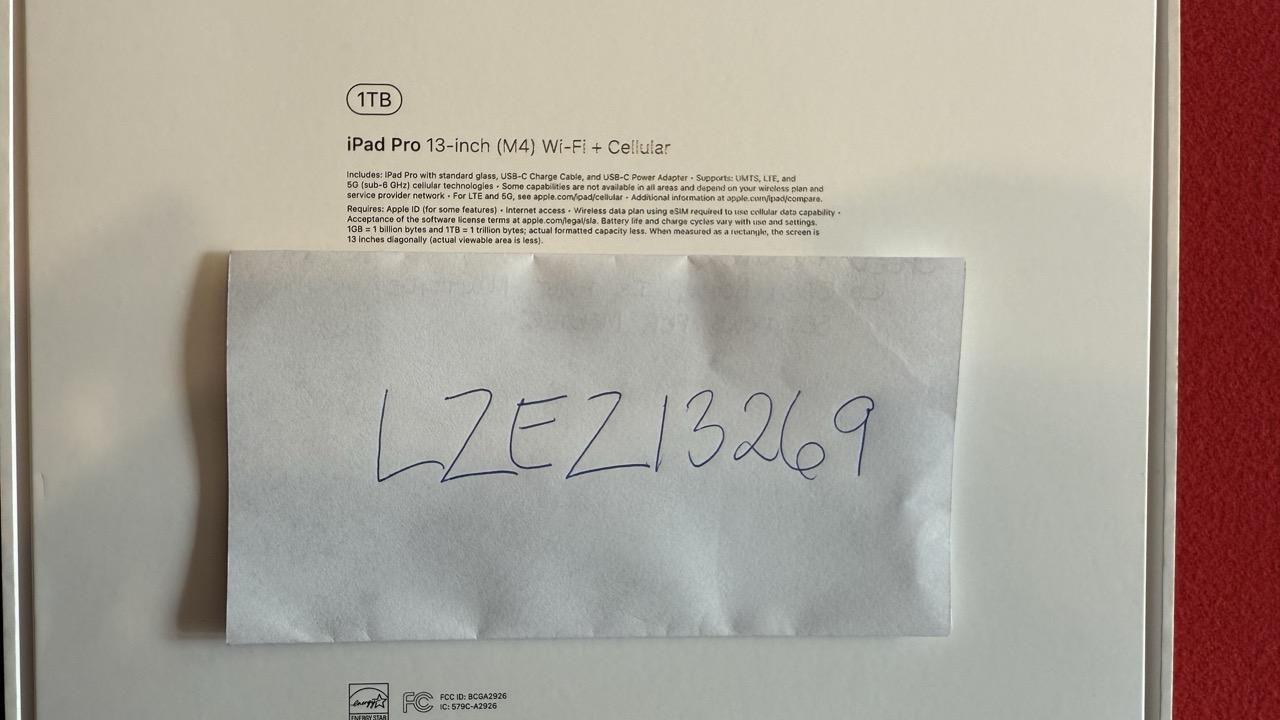 1TB
iPad Pro 13-inch (M4) Wi-Fi + Cellular
Includes: iPad Pro with standard glass, USB-C Charge Cable, and USB-C Power Adapter • Supports: UMTS, LTE, and
5G (sub-6 GHz) cellular technologies • Some capabilities are not available in all areas and depend on your wireless plan and
service provider network • For LTE and 5G, see apple.com/ipad/cellular • Additional information at apple.com/ipad/compare.
Requires: Apple ID (for some features) • Internet access • Wireless data plan using eSIM required to use cellular data capability •
Acceptance of the software license terms at apple.com/legal/sla. Battery life and charge cycles vary with use and settings.
1GB = 1 billion bytes and 1TB = 1 trillion bytes; actual formatted capacity less. When measured as a rectangle, the screen is
13 inches diagonally (actual viewable area is less).
LZEZ13269
energy
ENERGY STAR
FC
FCC ID: BCGA2926
IC: 579C-A2926